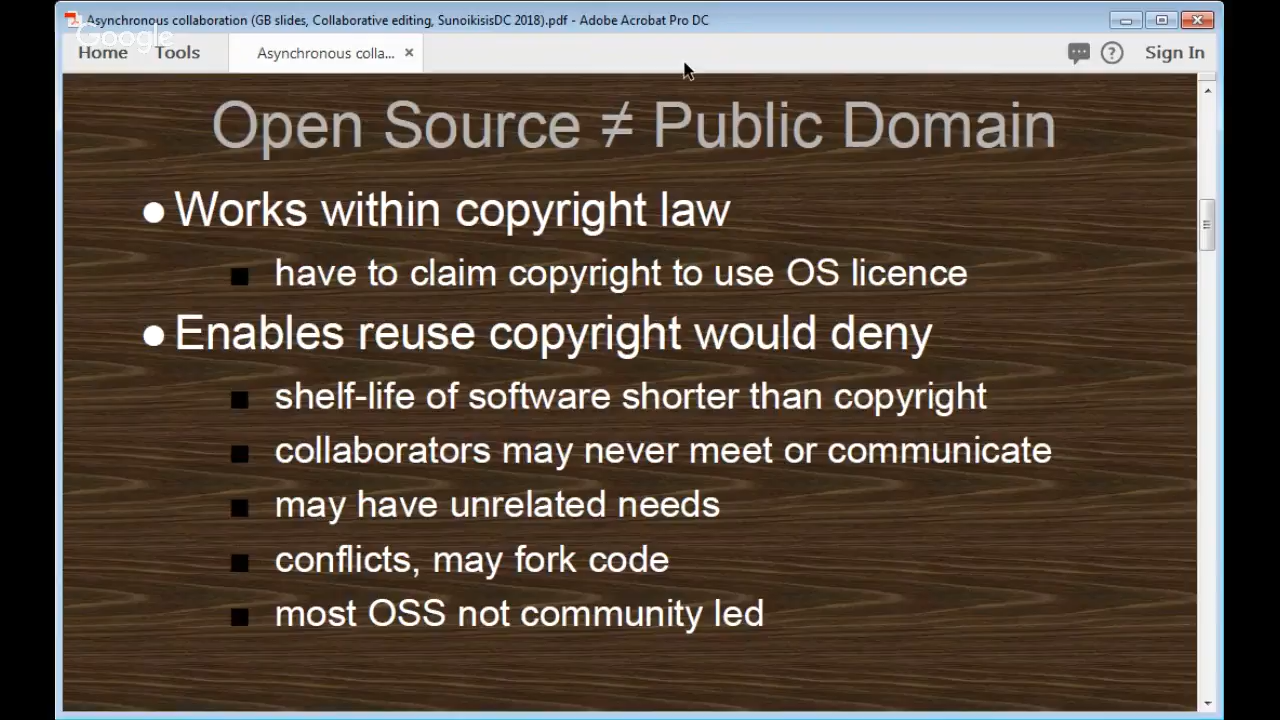 Asynchronous collaboration (GB slides, Collaborative editing, SunoikisisDC 2018).pdf - Adobe Acrobat Pro DC
Google
Home Tools Asynchronous colla... × Sign In
Open Source ≠ Public Domain
● Works within copyright law
■ have to claim copyright to use OS licence
● Enables reuse copyright would deny
■ shelf-life of software shorter than copyright
■ collaborators may never meet or communicate
■ may have unrelated needs
■ conflicts, may fork code
■ most OSS not community led